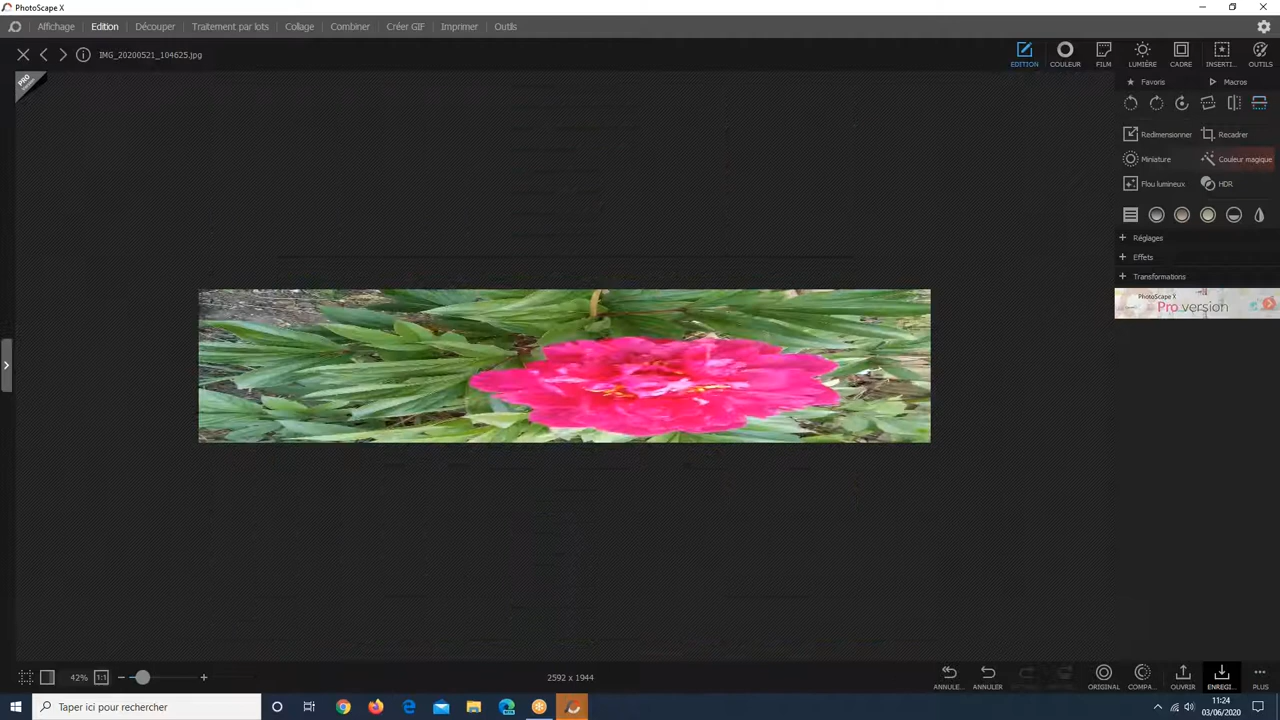 PhotoScape X
Affichage Edition Découper Traitement par lots Collage Combiner Créer GIF Imprimer Outils
IMG_20200521_104625.jpg
EDITION COULEUR FILM LUMIÈRE CADRE INSERTI... OUTILS
PRO
Favoris Macros
Redimensionner Recadrer
Miniature Couleur magique
Flou lumineux HDR
+ Réglages
+ Effets
+ Transformations
PhotoScape X
Pro version
42% 1:1 2592 x 1944
ANNULE... ANNULER ORIGINAL COMPA... OUVRIR ENREGI... PLUS
Taper ici pour rechercher
11:24
03/06/2020